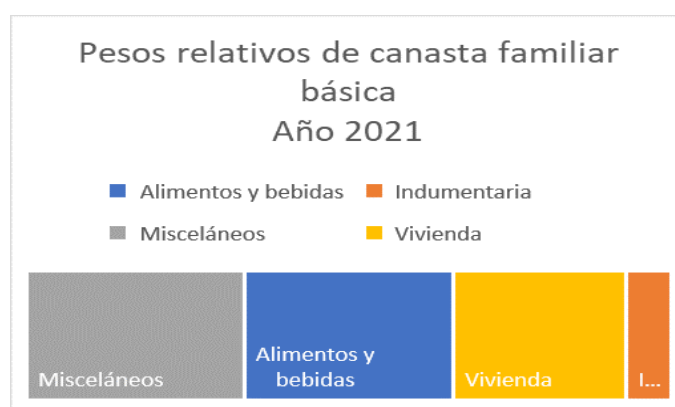 Pesos relativos de canasta familiar
básica
Año 2021
Alimentos y bebidas
Indumentaria
Misceláneos
Vivienda
Misceláneos
Alimentos y
bebidas
Vivienda
I...